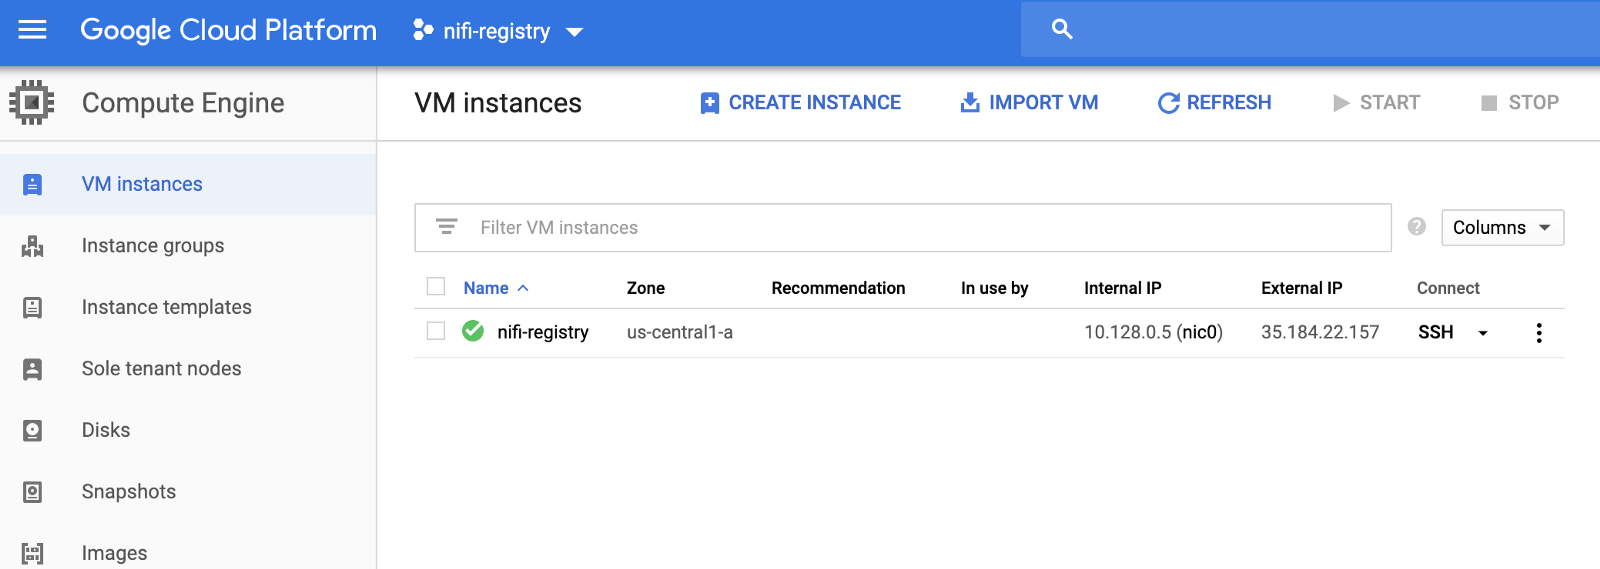 Google Cloud Platform nifi-registry
Compute Engine
VM instances CREATE INSTANCE IMPORT VM REFRESH START STOP
VM instances
Instance groups
Instance templates
Sole tenant nodes
Disks
Snapshots
Images
Filter VM instances ? Columns
Name Zone Recommendation In use by Internal IP External IP Connect
nifi-registry us-central1-a 10.128.0.5 (nic0) 35.184.22.157 SSH